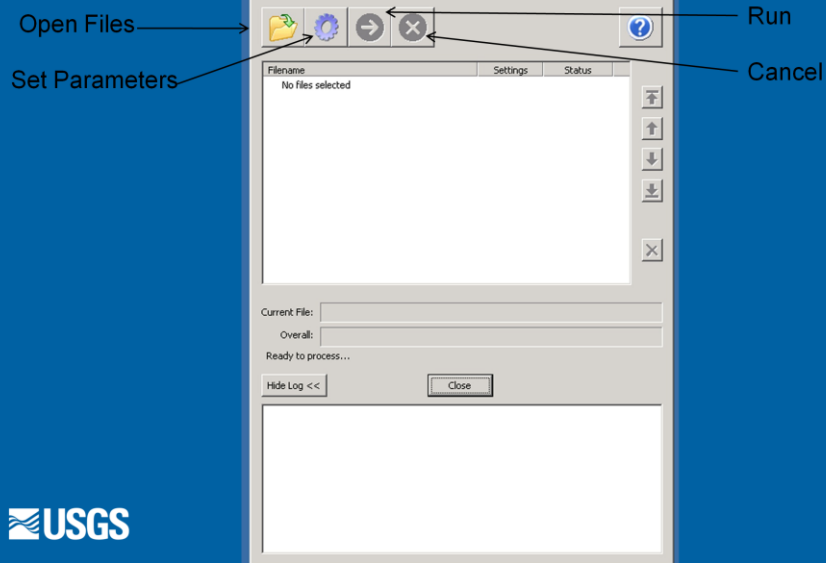 Open Files
Run
Set Parameters
Cancel
Filename Settings Status
No files selected
Current File:
Overall:
Ready to process...
Hide Log <<
Close
USGS